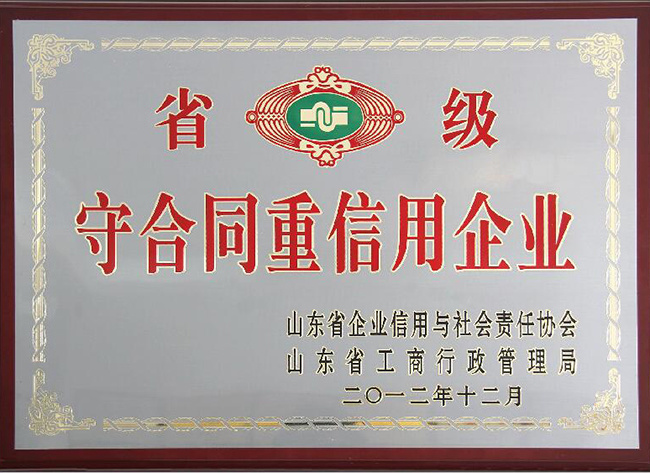 省 级
守合同重信用企业
山东省企业信用与社会责任协会
山东省工商行政管理局
二〇一二年十二月